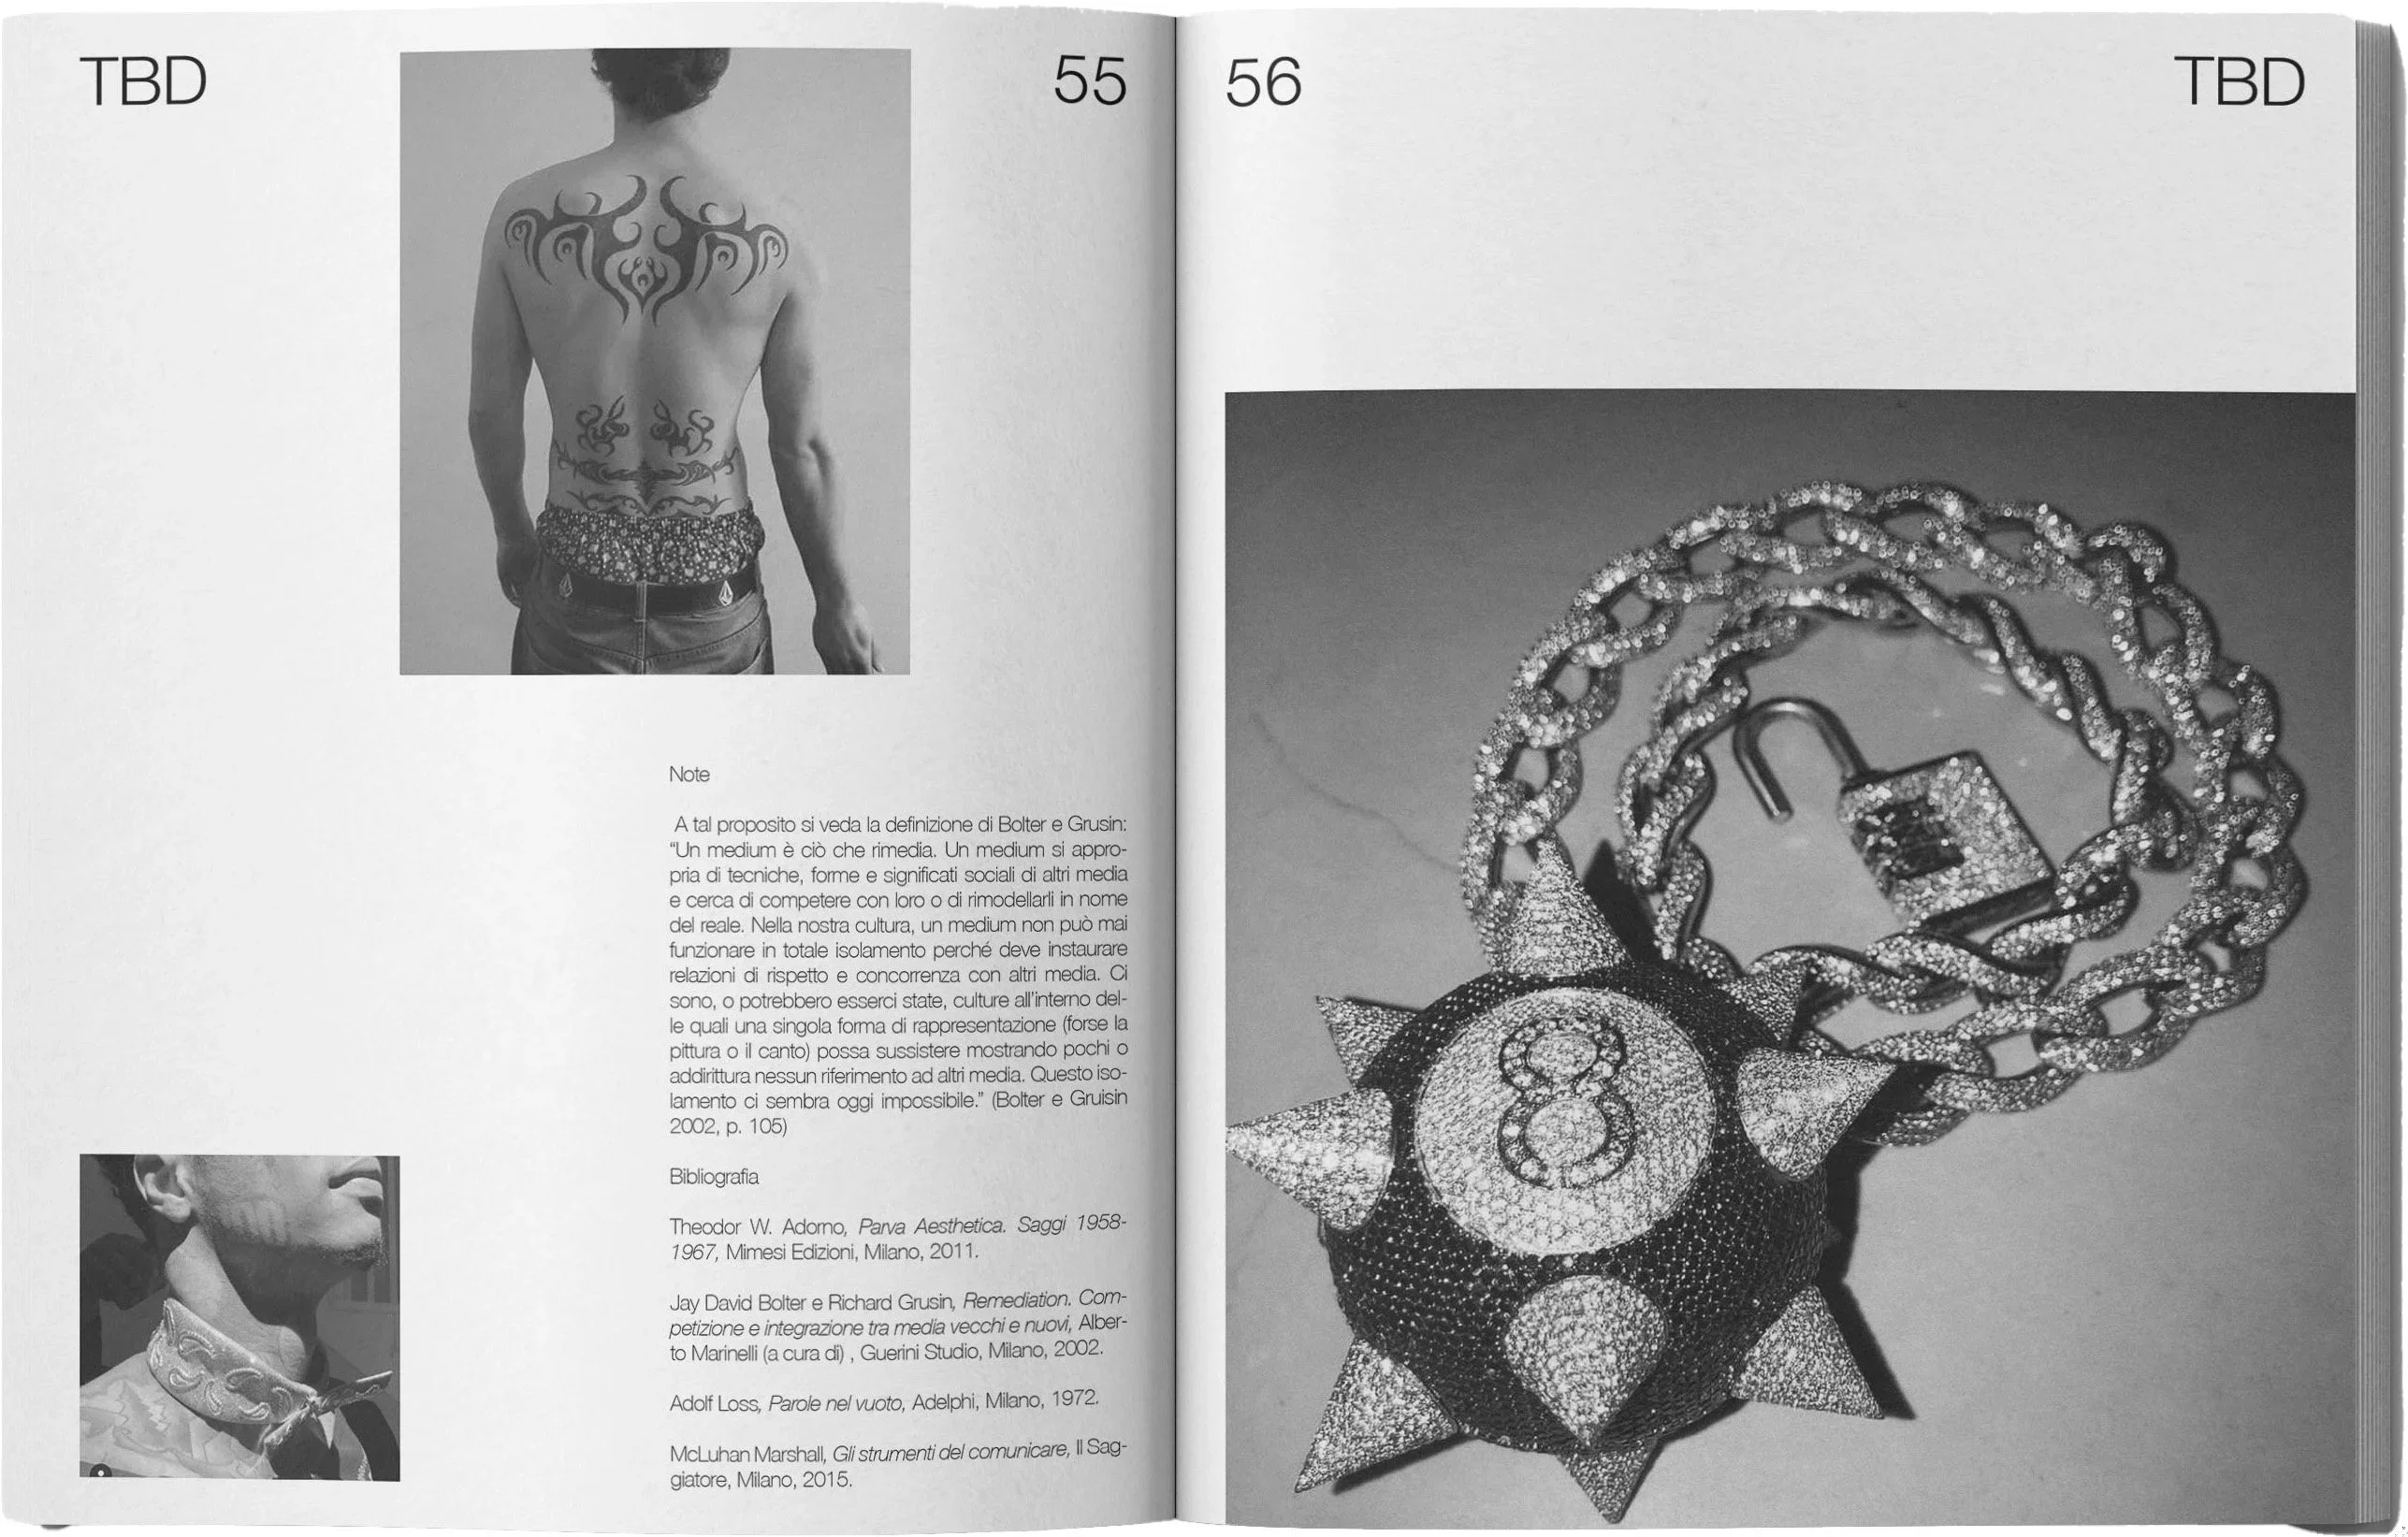 TBD
55
56
TBD
Note
A tal proposito si veda la definizione di Bolter e Grusin:
“Un medium è ciò che rimedia. Un medium si appro-
pria di tecniche, forme e significati sociali di altri media
e cerca di competere con loro o di rimodellarli in nome
del reale. Nella nostra cultura, un medium non può mai
funzionare in totale isolamento perché deve instaurare
relazioni di rispetto e concorrenza con altri media. Ci
sono, o potrebbero esserci state, culture all'interno del-
le quali una singola forma di rappresentazione (forse la
pittura o il canto) possa sussistere mostrando pochi o
addirittura nessun riferimento ad altri media. Questo iso-
lamento ci sembra oggi impossibile.” (Bolter e Gruisin
2002, p. 105)
Bibliografia
Theodor W. Adorno, Parva Aesthetica. Saggi 1958-
1967, Mimesi Edizioni, Milano, 2011.
Jay David Bolter e Richard Grusin, Remediation. Com-
petizione e integrazione tra media vecchi e nuovi, Alber-
to Marinelli (a cura di) , Guerini Studio, Milano, 2002.
Adolf Loss, Parole nel vuoto, Adelphi, Milano, 1972.
McLuhan Marshall, Gli strumenti del comunicare, Il Sag-
giatore, Milano, 2015.
8